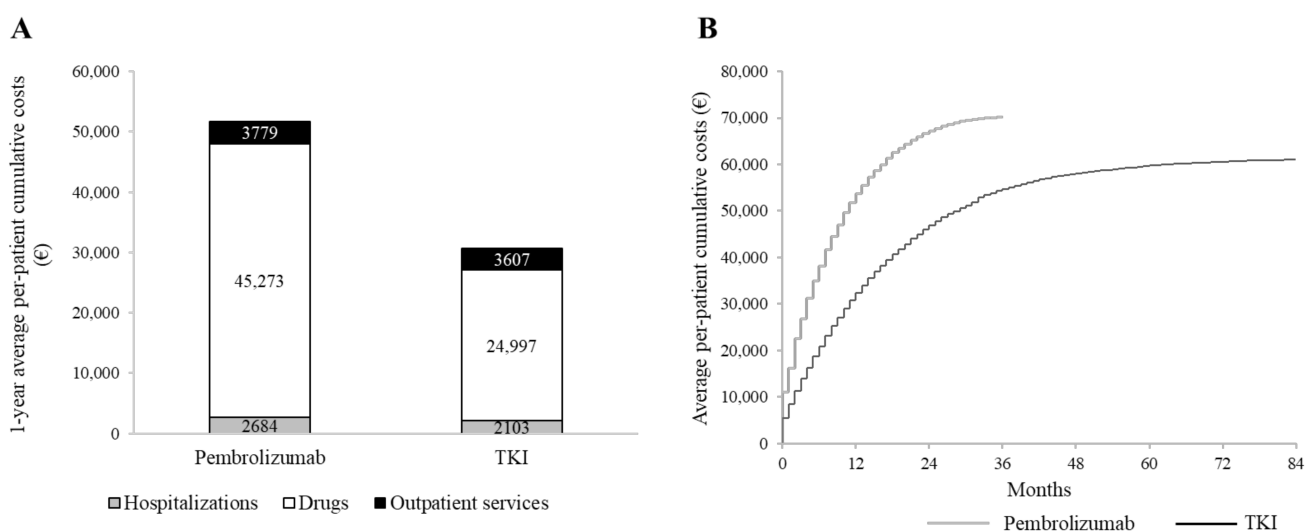 A
1-year average per-patient cumulative costs
(€)
60,000
50,000
40,000
30,000
20,000
10,000
0
3779
45,273
2684
3607
24,997
2103
Pembrolizumab
TKI
Hospitalizations
Drugs
Outpatient services
B
Average per-patient cumulative costs (€)
80,000
70,000
60,000
50,000
40,000
30,000
20,000
10,000
0
0 12 24 36 48 60 72 84
Months
Pembrolizumab
TKI